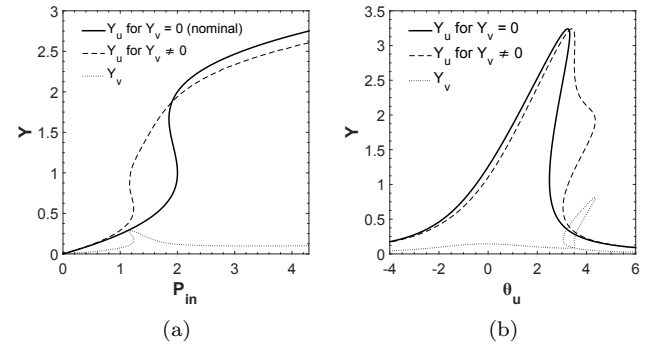 Y_u for Y_v = 0 (nominal)
Y_u for Y_v ≠ 0
Y_v
Y
3
2.5
2
1.5
1
0.5
0
0 1 2 3 4
P_in
(a)
Y_u for Y_v = 0
Y_u for Y_v ≠ 0
Y_v
Y
3.5
3
2.5
2
1.5
1
0.5
0
-4 -2 0 2 4 6
θ_u
(b)